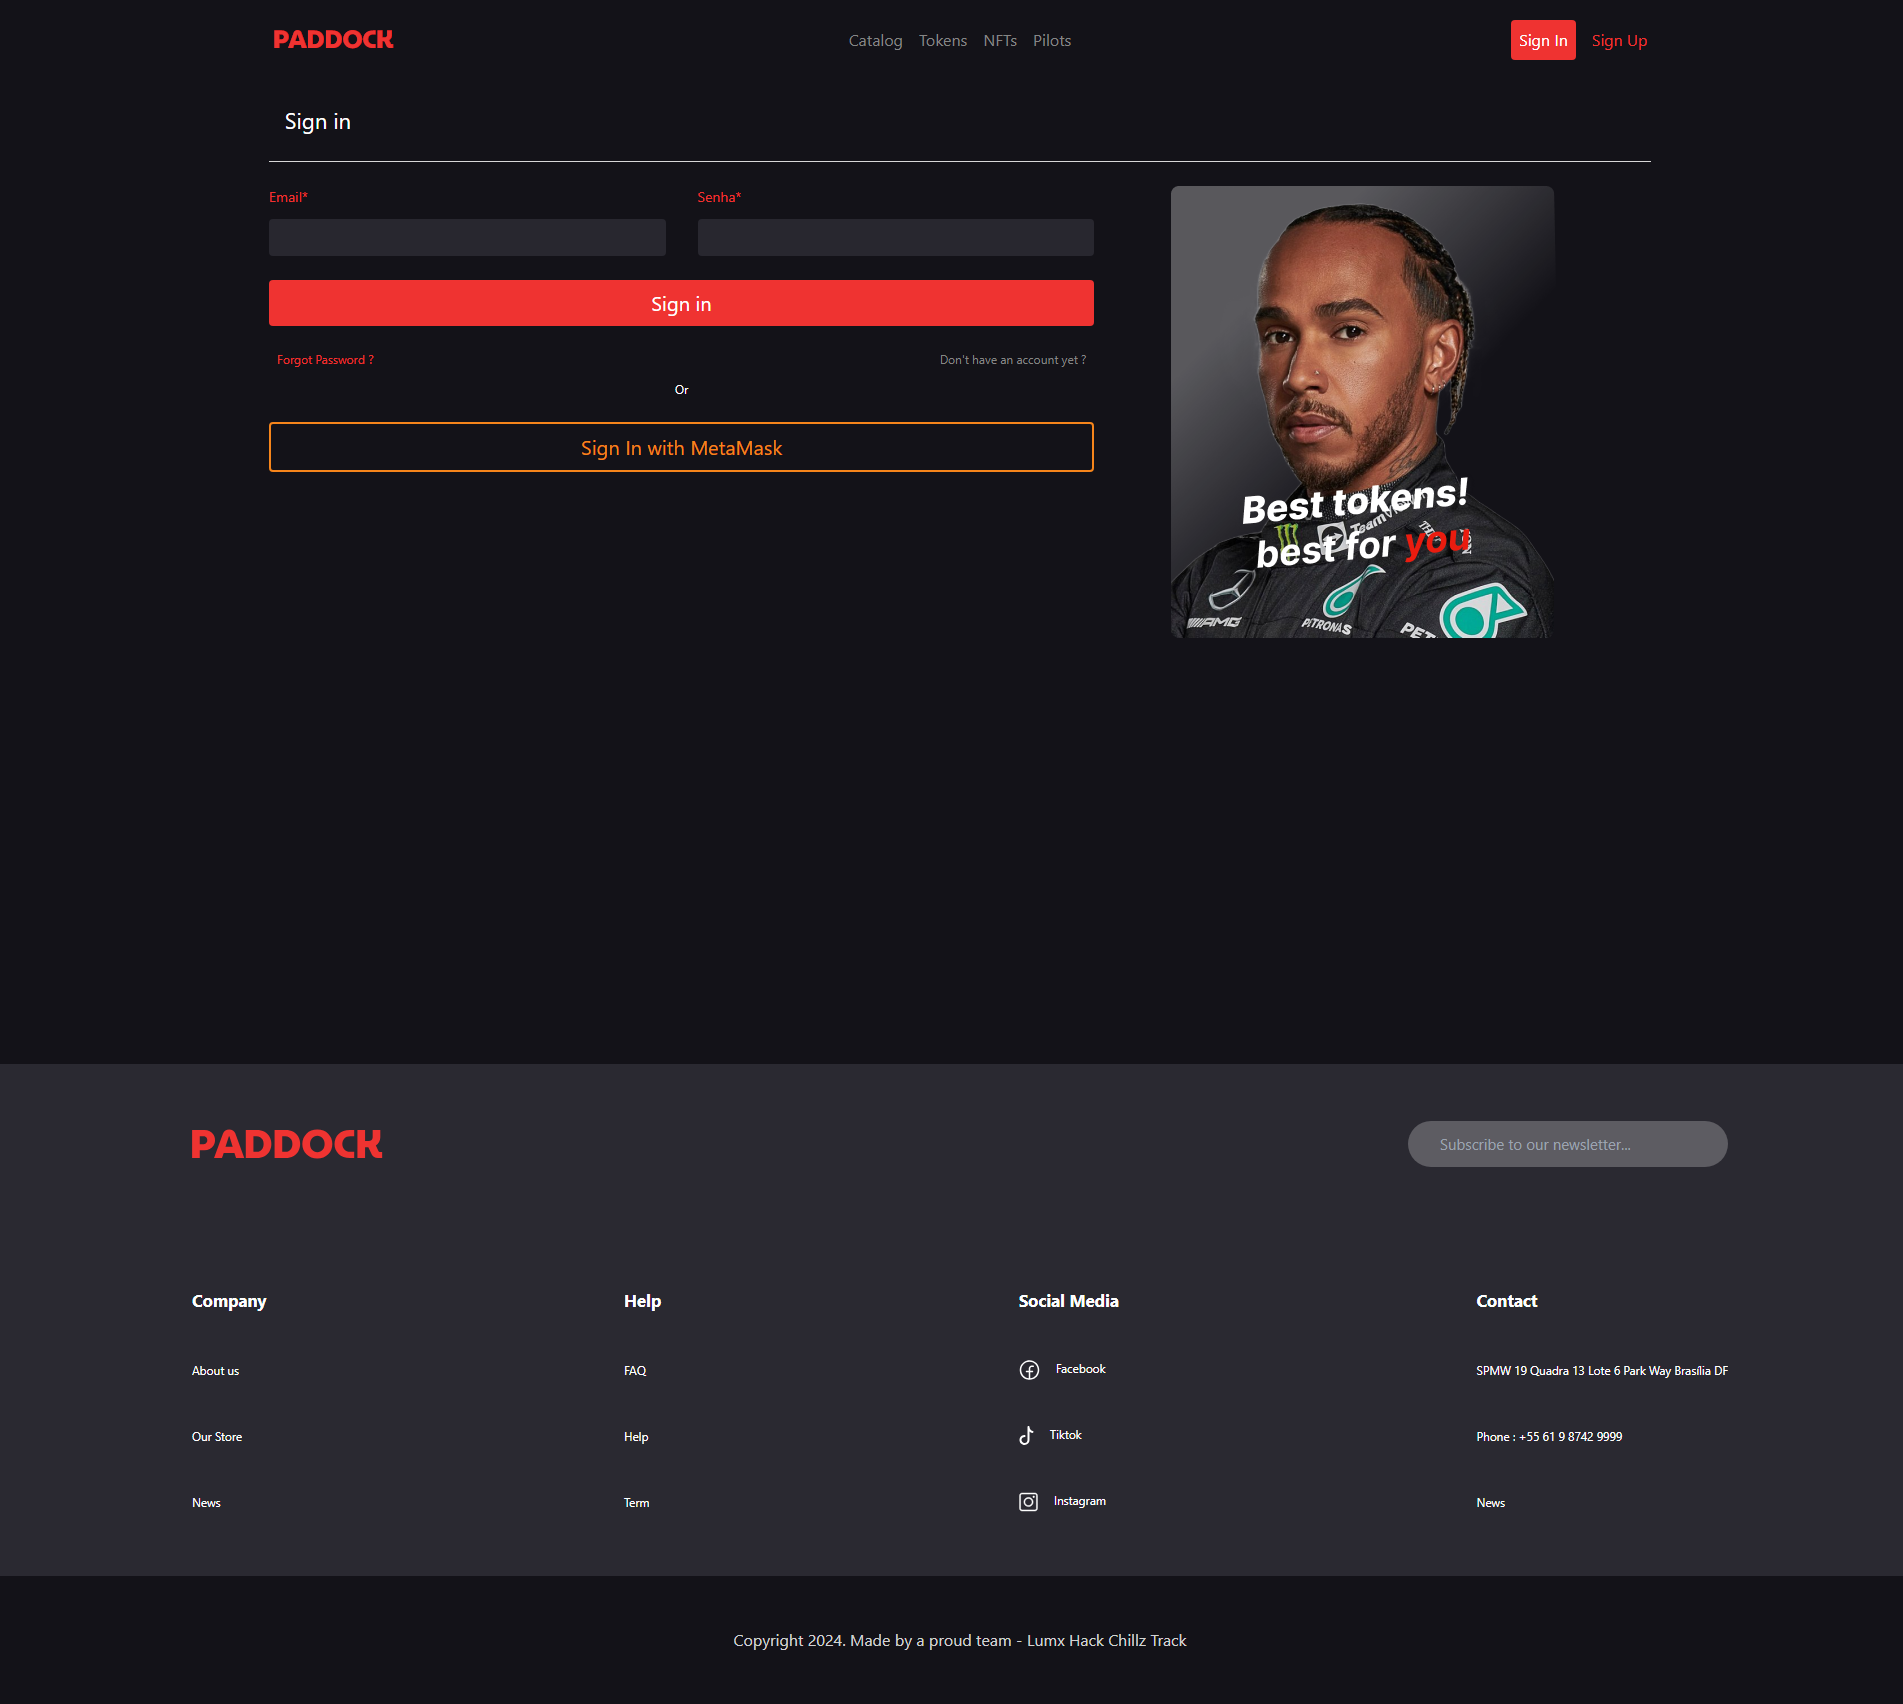 PADDOCK
Catalog Tokens NFTs Pilots
Sign In Sign Up
Sign in
Email* Senha*
Sign in
Forgot Password ? Don't have an account yet ?
Or
Sign In with MetaMask
Best tokens!
best for you
AMG
PETRONAS
PADDOCK
Subscribe to our newsletter...
Company Help Social Media Contact
About us FAQ Facebook SPMW 19 Quadra 13 Lote 6 Park Way Brasília DF
Our Store Help Tiktok Phone : +55 61 9 8742 9999
News Term Instagram News
Copyright 2024. Made by a proud team - Lumx Hack Chillz Track